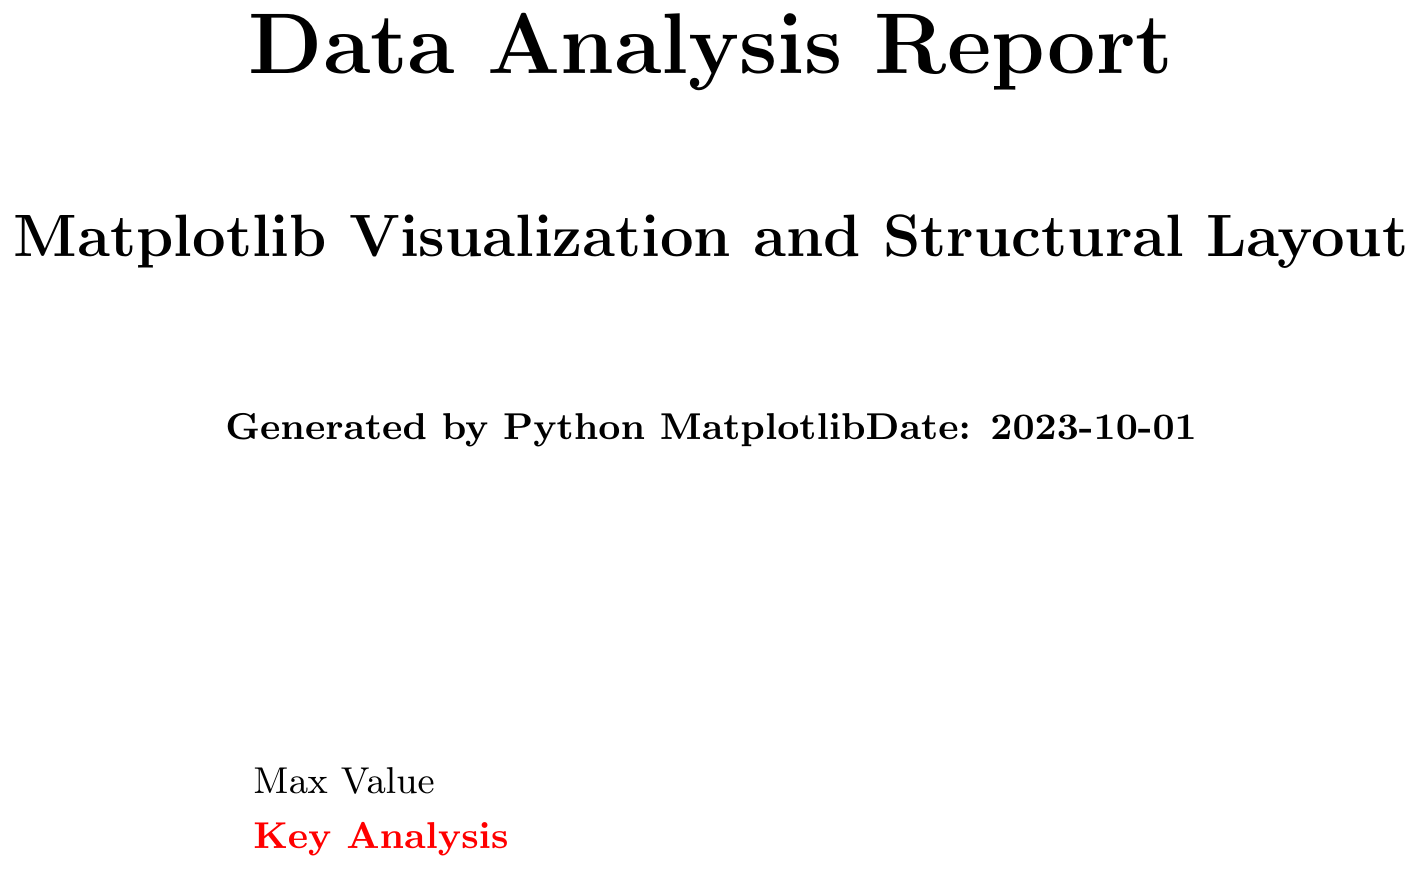 Data Analysis Report
Matplotlib Visualization and Structural Layout
Generated by Python MatplotlibDate: 2023-10-01
Max Value
Key Analysis